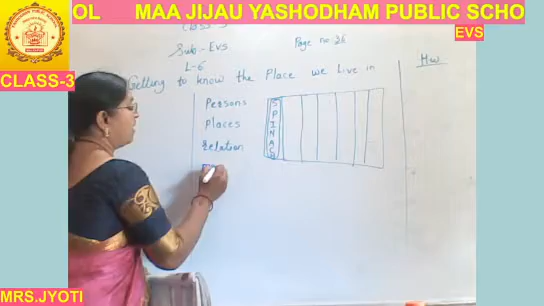 OL MAA JIJAU YASHODHAM PUBLIC SCHO
EVS
CLASS-3
Sub - Evs
Page no 26
L-6
Hw
Getting to know the Place we Live in
Persons
Places
Relation
S
P
I
N
A
C
MRS.JYOTI